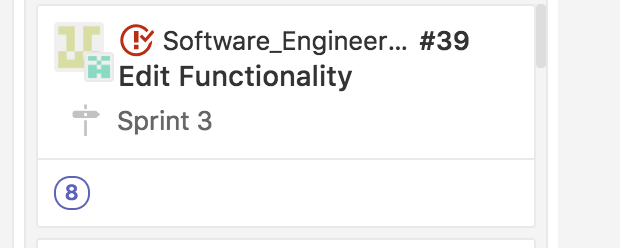 Software_Engineer... #39
Edit Functionality
Sprint 3
8